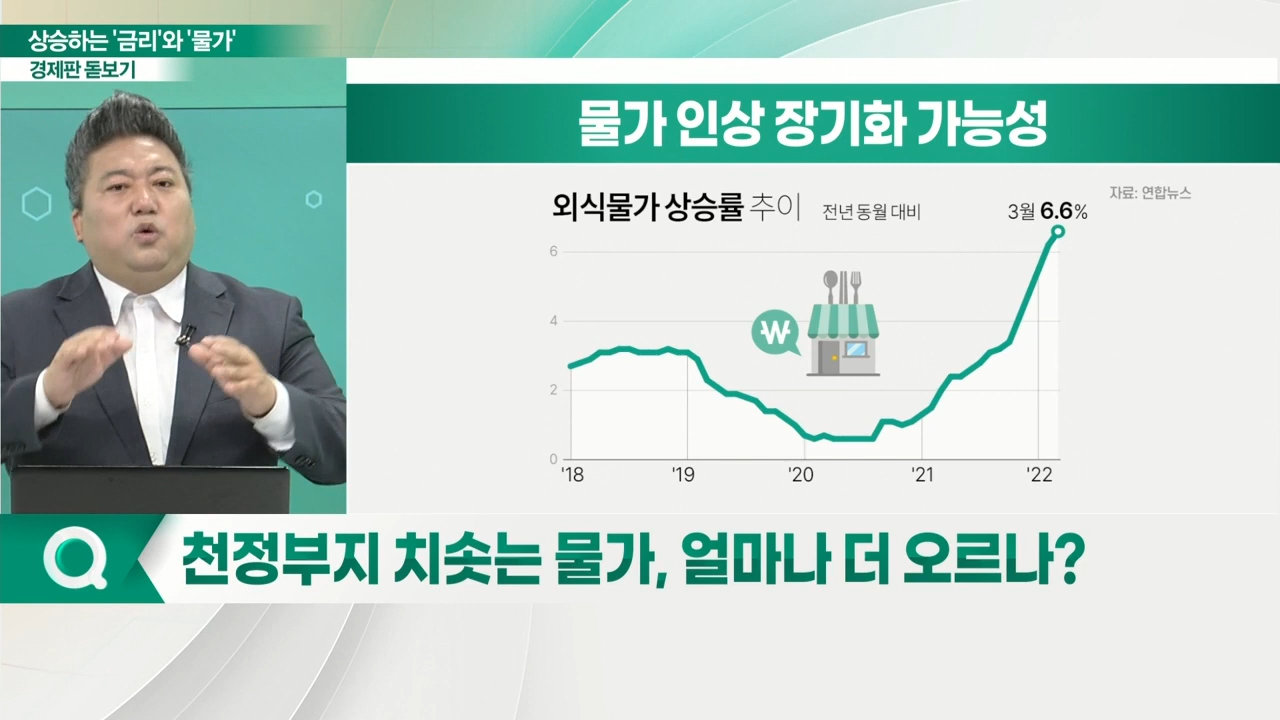 상승하는 '금리'와 '물가'
경제판 돋보기
물가 인상 장기화 가능성
자료: 연합뉴스
외식물가 상승률 추이 전년 동월 대비
3월 6.6%
6
4
₩
2
0
'18 '19 '20 '21 '22
천정부지 치솟는 물가, 얼마나 더 오르나?